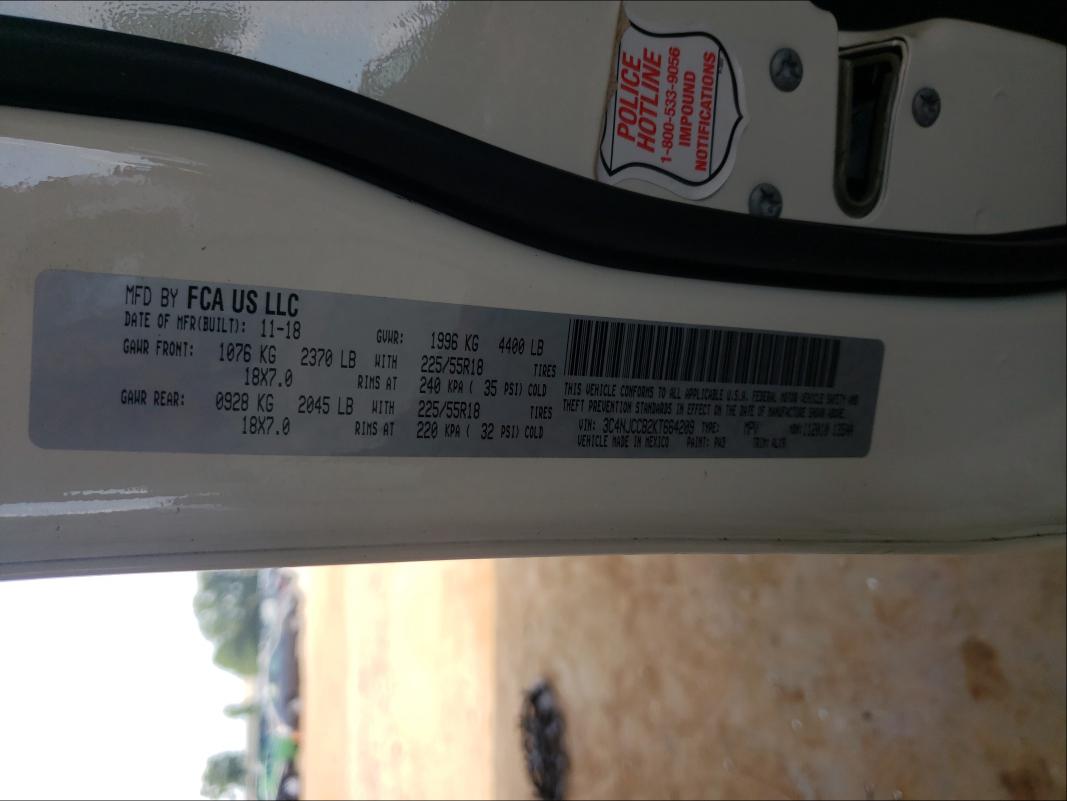 POLICE
HOTLINE
1-800-533-9056
IMPOUND
NOTIFICATIONS
MFD BY FCA US LLC
DATE OF MFR(BUILT): 11-18 GVWR: 1996 KG 4400 LB
GAWR FRONT: 1076 KG 2370 LB WITH 225/55R18 TIRES
18X7.0 RIMS AT 240 KPA ( 35 PSI) COLD
GAWR REAR: 0928 KG 2045 LB WITH 225/55R18 TIRES
18X7.0 RIMS AT 220 KPA ( 32 PSI) COLD
THIS VEHICLE CONFORMS TO ALL APPLICABLE U.S.A. FEDERAL MOTOR VEHICLE SAFETY AND
THEFT PREVENTION STANDARDS IN EFFECT ON THE DATE OF MANUFACTURE SHOWN ABOVE.
VIN: 3C4NJCCB2KT664209 TYPE: MPV MDH:
VEHICLE MADE IN MEXICO PAINT: PW3 TRIM: